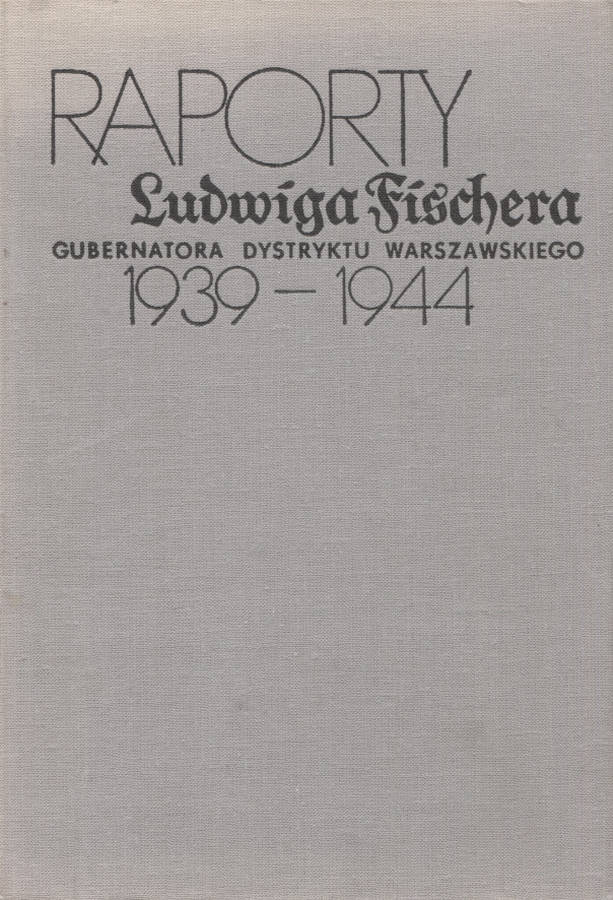 RAPORTY
Ludwiga Fischera
GUBERNATORA DYSTRYKTU WARSZAWSKIEGO
1939 – 1944